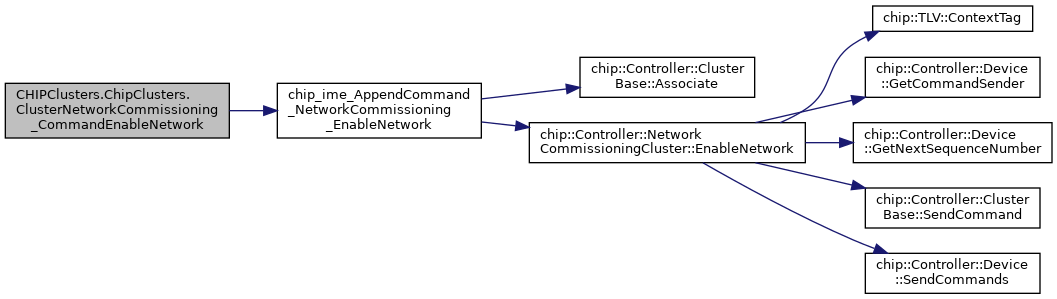 CHIPClusters.ChipClusters.
ClusterNetworkCommissioning
_CommandEnableNetwork
chip_ime_AppendCommand
_NetworkCommissioning
_EnableNetwork
chip::Controller::Cluster
Base::Associate
chip::Controller::Network
CommissioningCluster::EnableNetwork
chip::TLV::ContextTag
chip::Controller::Device
::GetCommandSender
chip::Controller::Device
::GetNextSequenceNumber
chip::Controller::Cluster
Base::SendCommand
chip::Controller::Device
::SendCommands